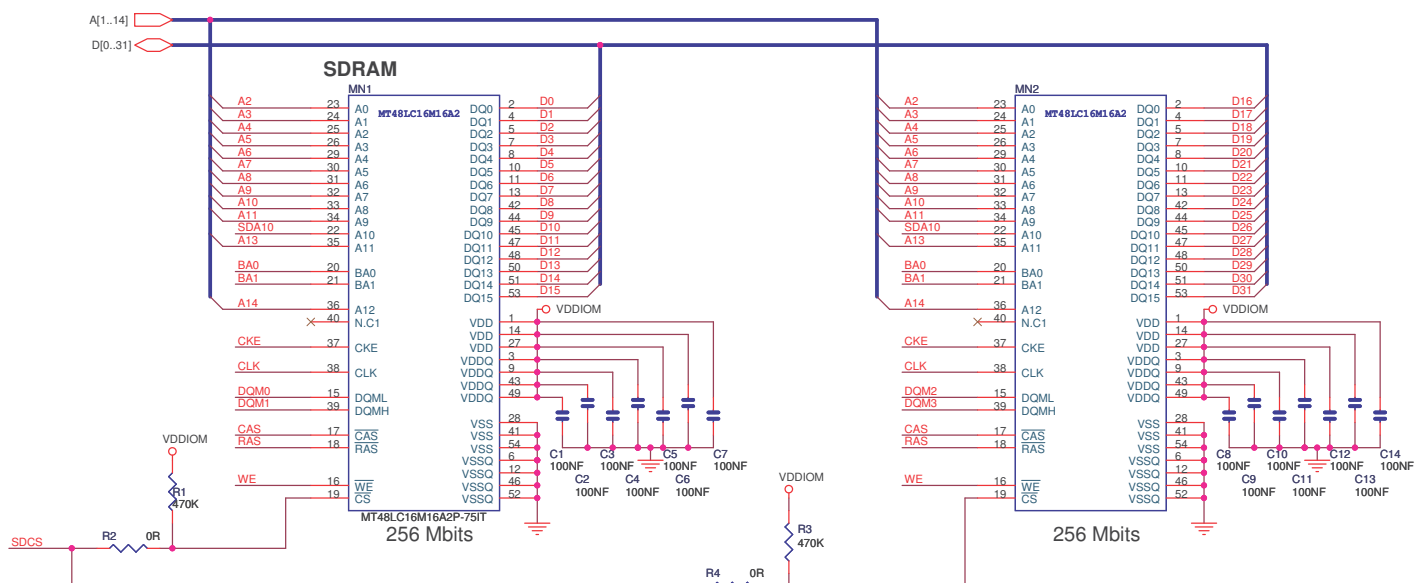 A[1..14]
D[0..31]
SDRAM
MN1
MT48LC16M16A2
A2 23 A0 DQ0 2 D0
A3 24 A1 DQ1 4 D1
A4 25 A2 DQ2 5 D2
A5 26 A3 DQ3 7 D3
A6 29 A4 DQ4 8 D4
A7 30 A5 DQ5 10 D5
A8 31 A6 DQ6 11 D6
A9 32 A7 DQ7 13 D7
A10 33 A8 DQ8 42 D8
A11 34 A9 DQ9 44 D9
SDA10 22 A10 DQ10 45 D10
A13 35 A11 DQ11 47 D11
DQ12 48 D12
BA0 20 BA0 DQ13 50 D13
BA1 21 BA1 DQ14 51 D14
DQ15 53 D15
A14 36 A12 VDDIOM
40 N.C1 VDD 1
VDD 14
CKE 37 CKE VDD 27
VDDQ 3
CLK 38 CLK VDDQ 9
VDDQ 43
DQM0 15 DQML VDDQ 49
DQM1 39 DQMH
VSS 28
CAS 17 CAS VSS 41
RAS 18 RAS VSS 54
VSSQ 6
VSSQ 12
WE 16 WE VSSQ 46
19 CS VSSQ 52
C1 C3 C5 C7
100NF 100NF 100NF 100NF
C2 C4 C6
100NF 100NF 100NF
MT48LC16M16A2P-75IT
256 Mbits
VDDIOM
R1
470K
R2 0R
SDCS
VDDIOM
R3
470K
R4 0R
MN2
MT48LC16M16A2
A2 23 A0 DQ0 2 D16
A3 24 A1 DQ1 4 D17
A4 25 A2 DQ2 5 D18
A5 26 A3 DQ3 7 D19
A6 29 A4 DQ4 8 D20
A7 30 A5 DQ5 10 D21
A8 31 A6 DQ6 11 D22
A9 32 A7 DQ7 13 D23
A10 33 A8 DQ8 42 D24
A11 34 A9 DQ9 44 D25
SDA10 22 A10 DQ10 45 D26
A13 35 A11 DQ11 47 D27
DQ12 48 D28
BA0 20 BA0 DQ13 50 D29
BA1 21 BA1 DQ14 51 D30
DQ15 53 D31
A14 36 A12 VDDIOM
40 N.C1 VDD 1
VDD 14
CKE 37 CKE VDD 27
VDDQ 3
CLK 38 CLK VDDQ 9
VDDQ 43
DQM2 15 DQML VDDQ 49
DQM3 39 DQMH
VSS 28
CAS 17 CAS VSS 41
RAS 18 RAS VSS 54
VSSQ 6
VSSQ 12
WE 16 WE VSSQ 46
19 CS VSSQ 52
C8 C10 C12 C14
100NF 100NF 100NF 100NF
C9 C11 C13
100NF 100NF 100NF
256 Mbits